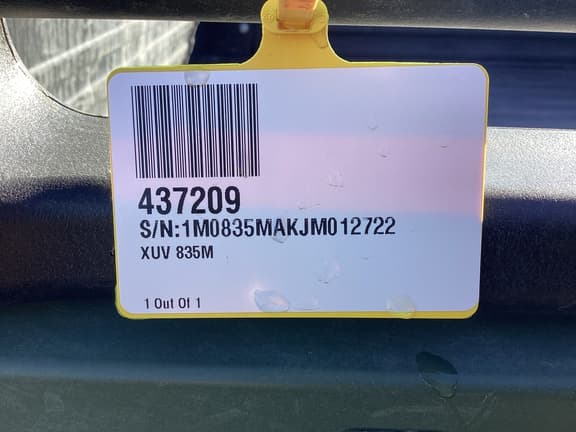 437209
S/N:1M0835MAKJM012722
XUV 835M
1 Out Of 1